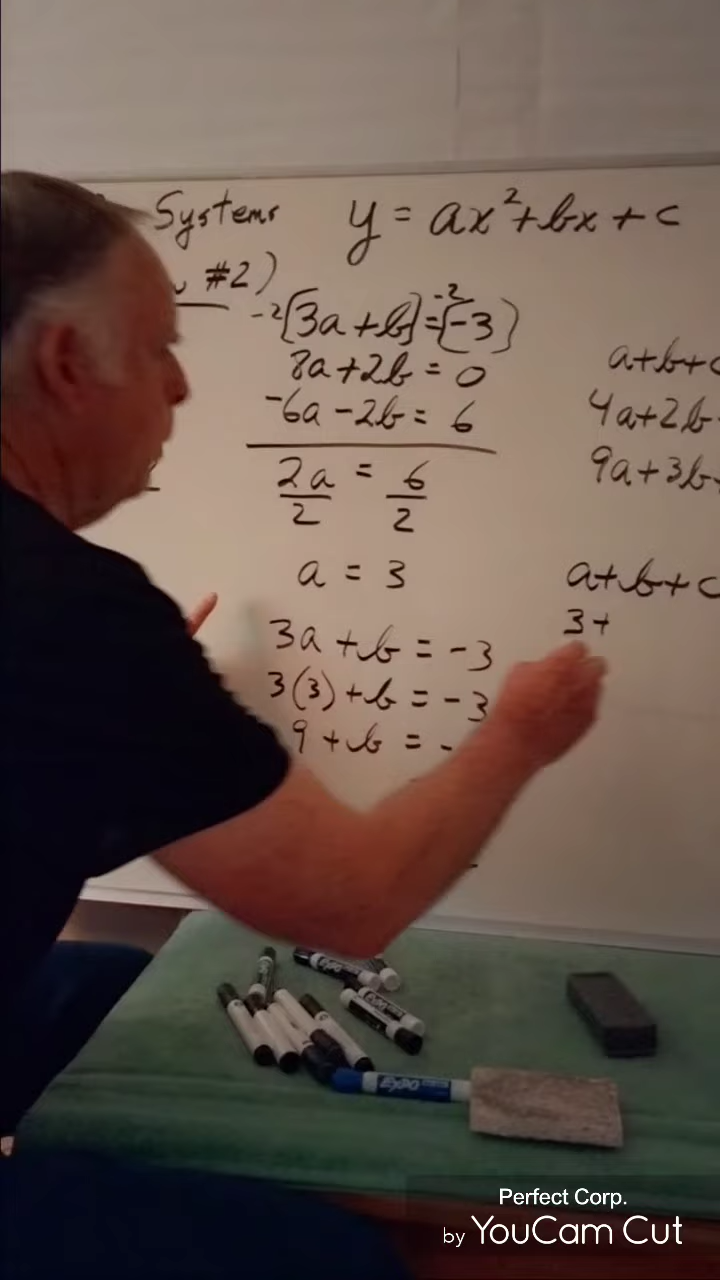 Systems
y = ax²+bx+c
#2)
-2[3a+b]=-2[-3)
8a+2b = 0
-6a-2b = 6
2a = 6
2 2
a = 3
3a+b = -3
3(3)+b = -3
9+b = -
a+b+c
4a+2b
9a+3b
a+b+c
3+
EXPO
Perfect Corp.
by YouCam Cut